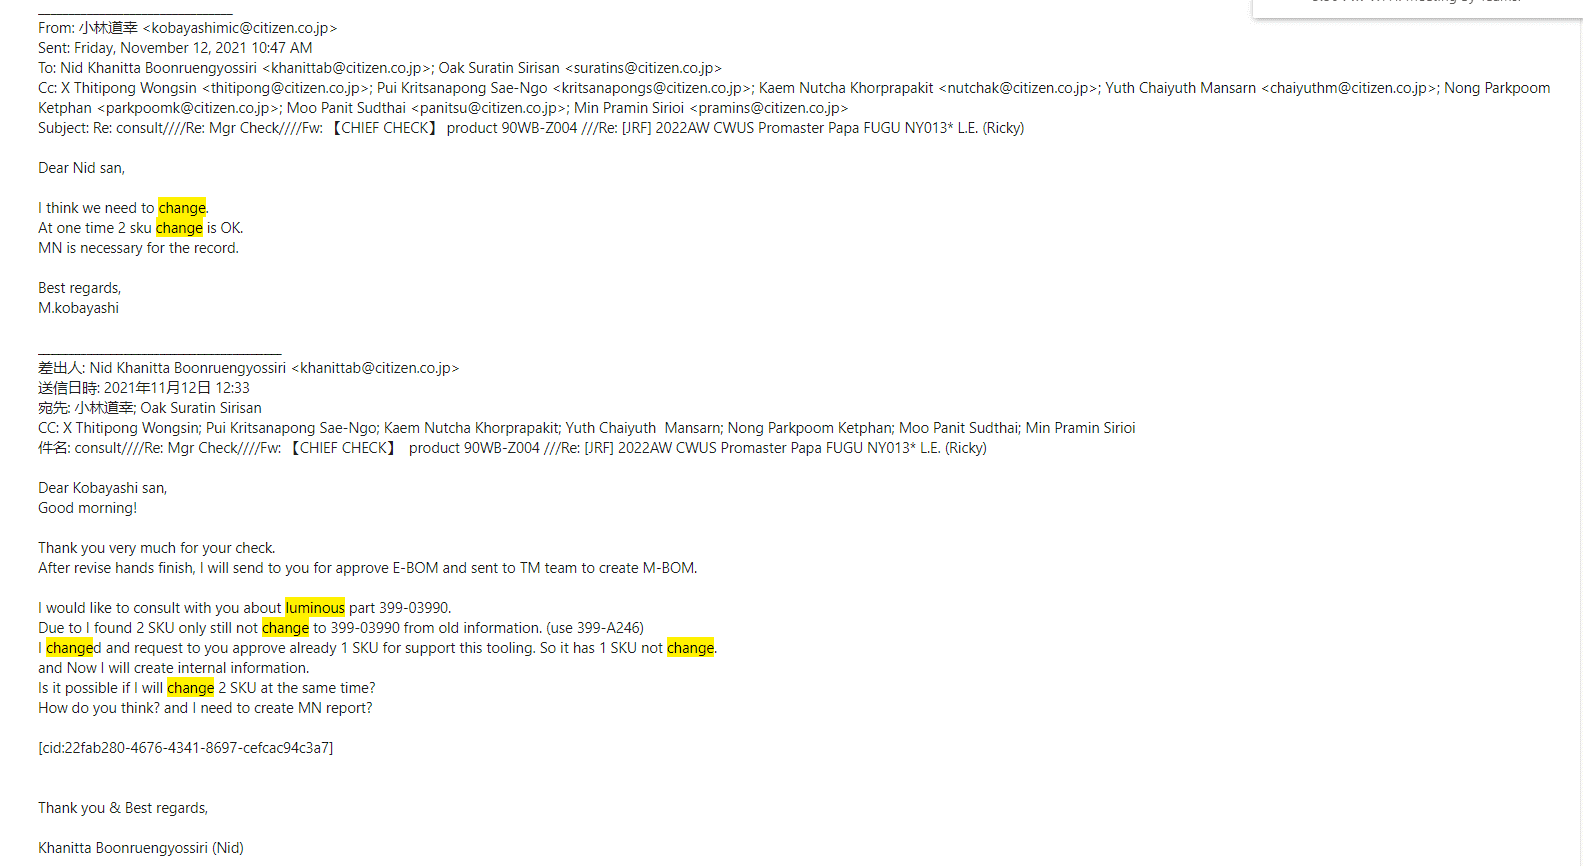 From: 小林道幸 <kobayashimic@citizen.co.jp>
Sent: Friday, November 12, 2021 10:47 AM
To: Nid Khanitta Boonruengyossiri <khanittab@citizen.co.jp>; Oak Suratin Sirisan <suratins@citizen.co.jp>
Cc: X Thitipong Wongsin <thitipong@citizen.co.jp>; Pui Kritsanapong Sae-Ngo <kritsanapongs@citizen.co.jp>; Kaem Nutcha Khorprapakit <nutchak@citizen.co.jp>; Yuth Chaiyuth Mansarn <chaiyuthm@citizen.co.jp>; Nong Parkpoom
Ketphan <parkpoomk@citizen.co.jp>; Moo Panit Sudthai <panitsu@citizen.co.jp>; Min Pramin Sirioi <pramins@citizen.co.jp>
Subject: Re: consult////Re: Mgr Check////Fw: 【CHIEF CHECK】 product 90WB-Z004 ///Re: [JRF] 2022AW CWUS Promaster Papa FUGU NY013* L.E. (Ricky)
Dear Nid san,
I think we need to change.
At one time 2 sku change is OK.
MN is necessary for the record.
Best regards,
M.kobayashi
差出人: Nid Khanitta Boonruengyossiri <khanittab@citizen.co.jp>
送信日時: 2021年11月12日 12:33
宛先: 小林道幸; Oak Suratin Sirisan
CC: X Thitipong Wongsin; Pui Kritsanapong Sae-Ngo; Kaem Nutcha Khorprapakit; Yuth Chaiyuth  Mansarn; Nong Parkpoom Ketphan; Moo Panit Sudthai; Min Pramin Sirioi
件名: consult////Re: Mgr Check////Fw: 【CHIEF CHECK】  product 90WB-Z004 ///Re: [JRF] 2022AW CWUS Promaster Papa FUGU NY013* L.E. (Ricky)
Dear Kobayashi san,
Good morning!
Thank you very much for your check.
After revise hands finish, I will send to you for approve E-BOM and sent to TM team to create M-BOM.
I would like to consult with you about luminous part 399-03990.
Due to I found 2 SKU only still not change to 399-03990 from old information. (use 399-A246)
I changed and request to you approve already 1 SKU for support this tooling. So it has 1 SKU not change.
and Now I will create internal information.
Is it possible if I will change 2 SKU at the same time?
How do you think? and I need to create MN report?
[cid:22fab280-4676-4341-8697-cefcac94c3a7]
Thank you & Best regards,
Khanitta Boonruengyossiri (Nid)